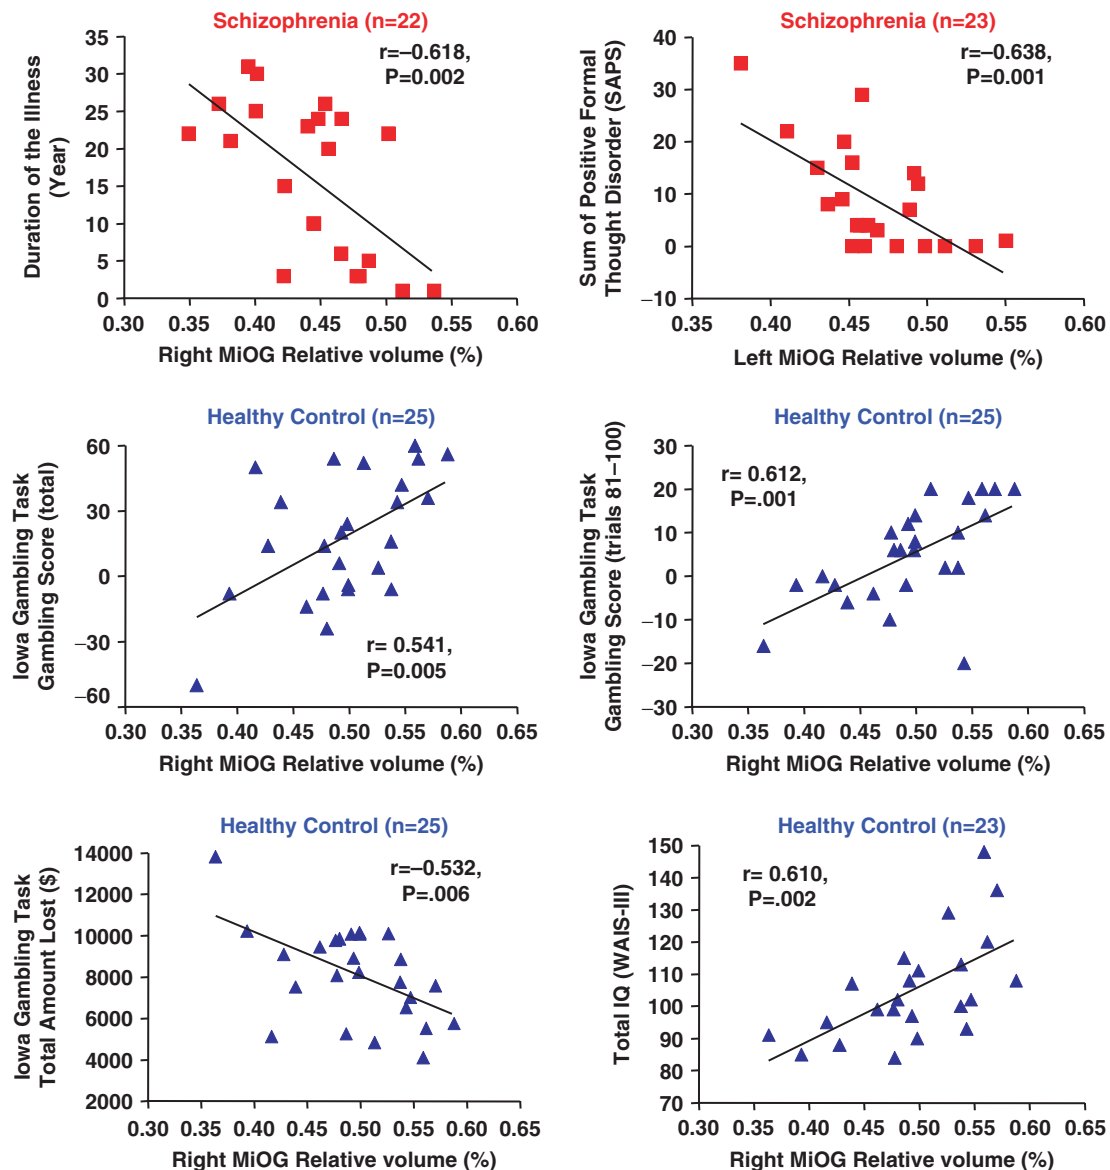 Schizophrenia (n=22)
r=−0.618,
P=0.002
Duration of the Illness
(Year)
35
30
25
20
15
10
5
0
0.30 0.35 0.40 0.45 0.50 0.55 0.60
Right MiOG Relative volume (%)
Schizophrenia (n=23)
r=−0.638,
P=0.001
Sum of Positive Formal
Thought Disorder (SAPS)
40
30
20
10
0
−10
0.35 0.40 0.45 0.50 0.55 0.60
Left MiOG Relative volume (%)
Healthy Control (n=25)
Iowa Gambling Task
Gambling Score (total)
60
30
0
−30
−60
r= 0.541,
P=0.005
0.30 0.35 0.40 0.45 0.50 0.55 0.60 0.65
Right MiOG Relative volume (%)
Healthy Control (n=25)
r= 0.612,
P=.001
Iowa Gambling Task
Gambling Score (trials 81–100)
30
20
10
0
−10
−20
−30
0.30 0.35 0.40 0.45 0.50 0.55 0.60 0.65
Right MiOG Relative volume (%)
Healthy Control (n=25)
r=−0.532,
P=.006
Iowa Gambling Task
Total Amount Lost ($)
14000
12000
10000
8000
6000
4000
2000
0.30 0.35 0.40 0.45 0.50 0.55 0.60 0.65
Right MiOG Relative volume (%)
Healthy Control (n=23)
r= 0.610,
P=.002
Total IQ (WAIS-III)
150
140
130
120
110
100
90
80
70
0.30 0.35 0.40 0.45 0.50 0.55 0.60 0.65
Right MiOG Relative volume (%)